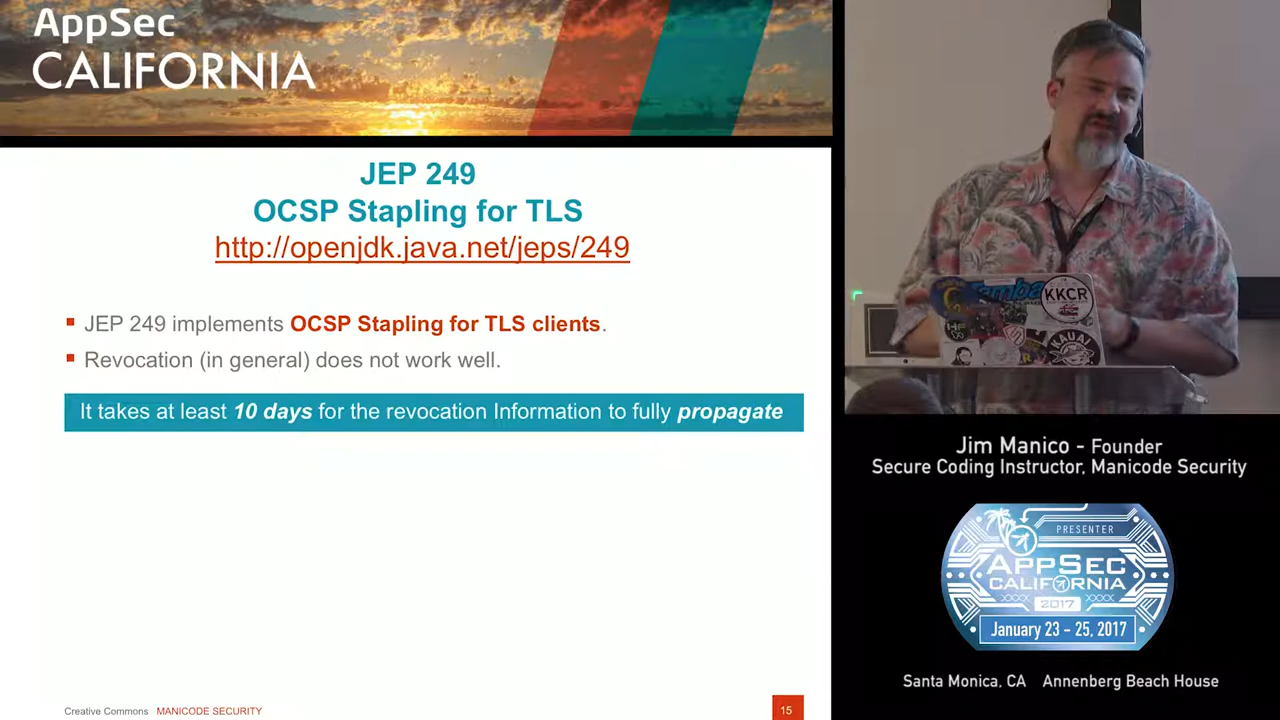 AppSec
CALIFORNIA
JEP 249
OCSP Stapling for TLS
http://openjdk.java.net/jeps/249
JEP 249 implements OCSP Stapling for TLS clients.
Revocation (in general) does not work well.
It takes at least 10 days for the revocation Information to fully propagate
Creative Commons MANICODE SECURITY
15
KKCR
KAUAI
Jim Manico - Founder
Secure Coding Instructor, Manicode Security
PRESENTER
APPSEC
CALIFORNIA
2017
January 23 - 25, 2017
Santa Monica, CA Annenberg Beach House